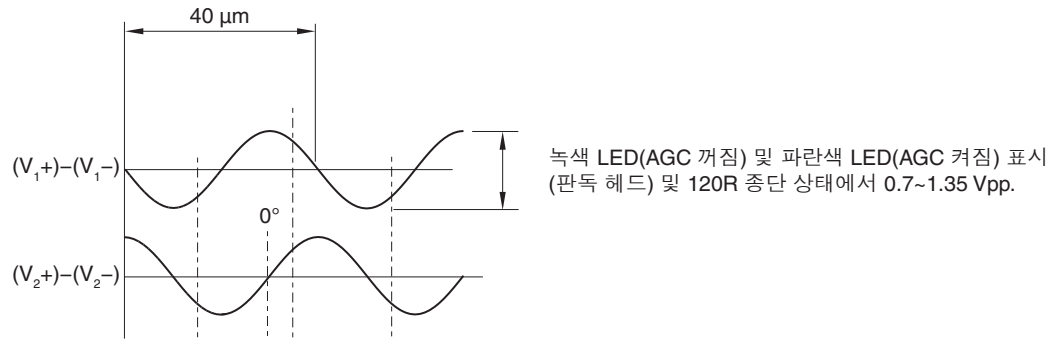 40 µm
(V₁+)–(V₁–)
녹색 LED(AGC 꺼짐) 및 파란색 LED(AGC 켜짐) 표시
(판독 헤드) 및 120R 종단 상태에서 0.7~1.35 Vpp.
0°
(V₂+)–(V₂–)